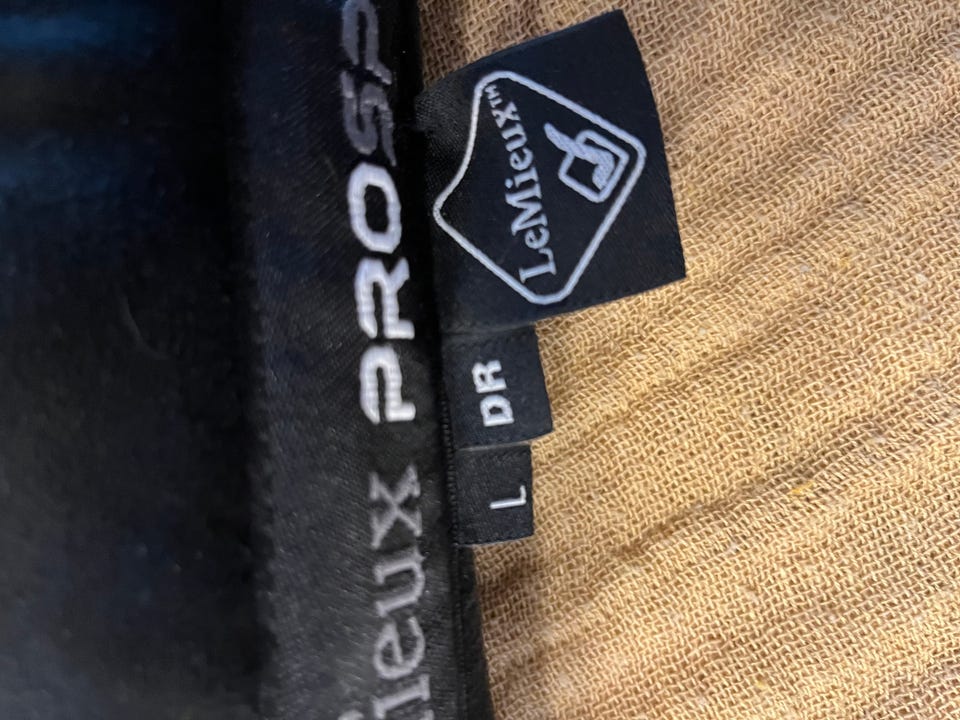 ieux PROSP
LeMieux™
DR
L